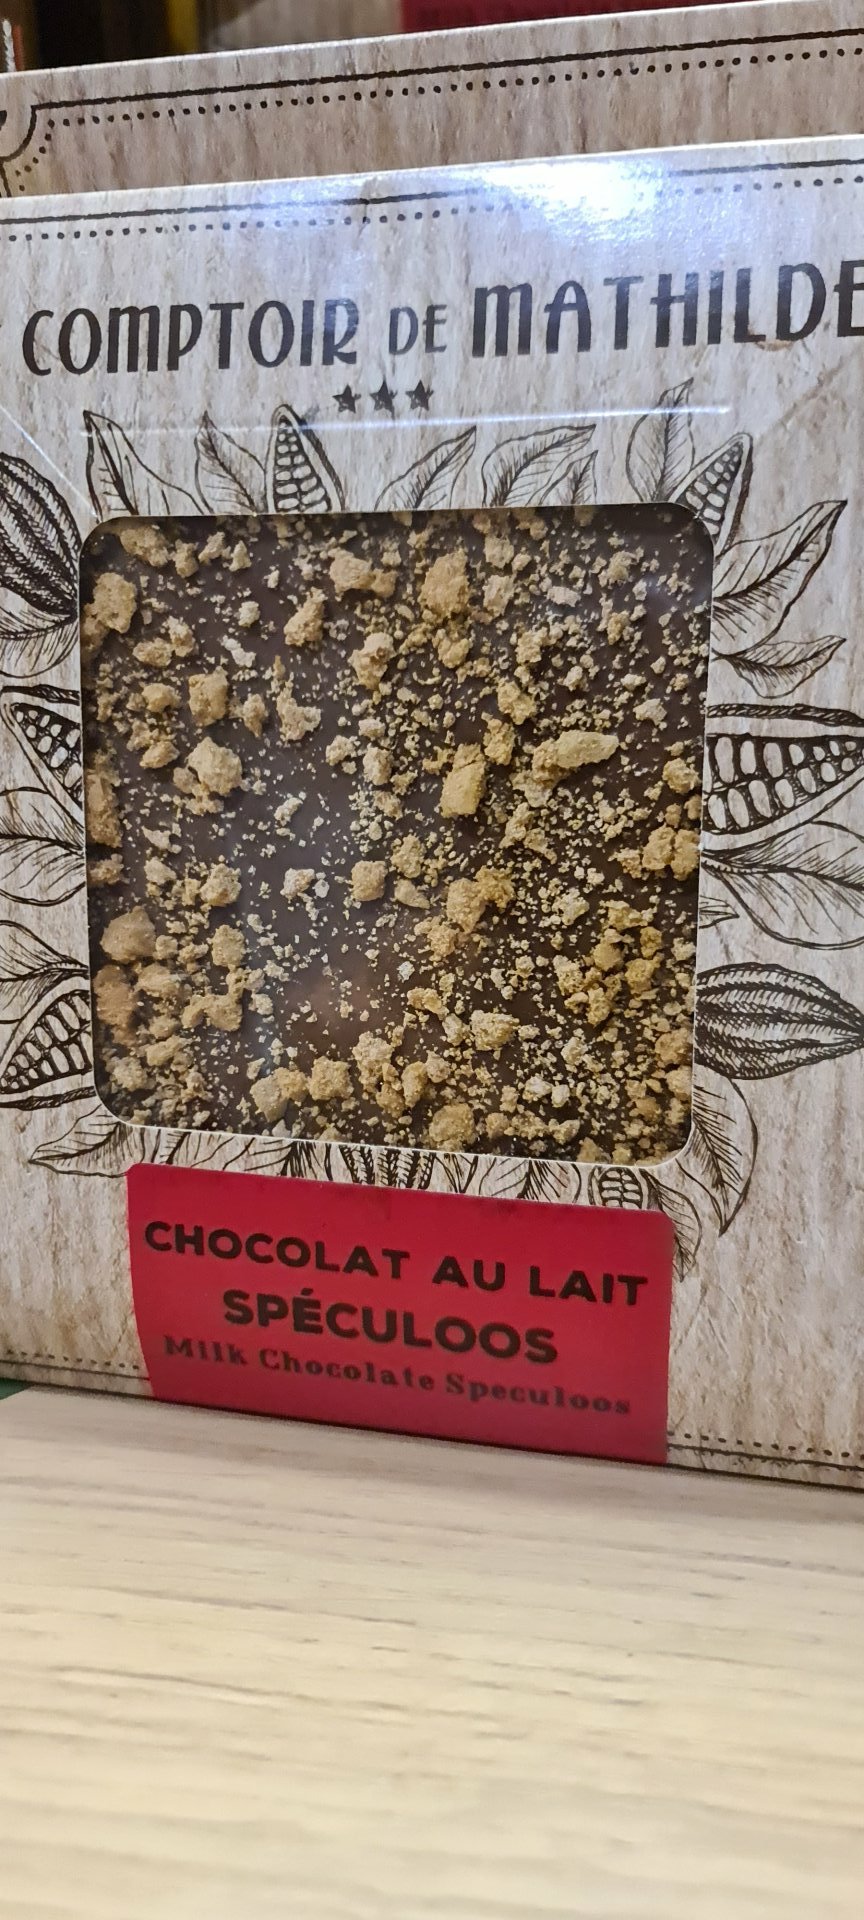 COMPTOIR DE MATHILDE
CHOCOLAT AU LAIT
SPÉCULOOS
Milk Chocolate Speculoos